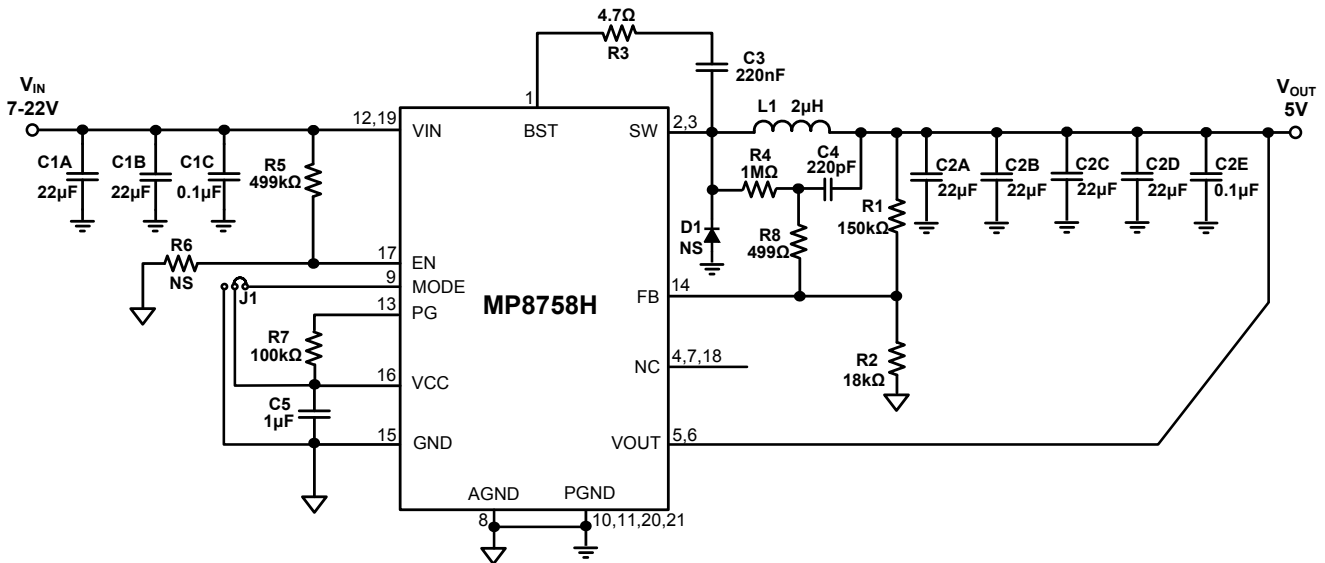 4.7Ω
R3
C3
220nF
VIN
7-22V
1
L1 2μH
VOUT
5V
12,19
VIN
BST
SW
2,3
C1A
22μF
C1B
22μF
C1C
0.1μF
R5
499kΩ
R4
1MΩ
C4
220pF
C2A
22μF
C2B
22μF
C2C
22μF
C2D
22μF
C2E
0.1μF
R1
150kΩ
D1
NS
R8
499Ω
R6
NS
17
EN
9
MODE
J1
13
PG
MP8758H
FB
14
R7
100kΩ
NC
4,7,18
R2
18kΩ
16
VCC
C5
1μF
15
GND
VOUT
5,6
AGND
PGND
8
10,11,20,21